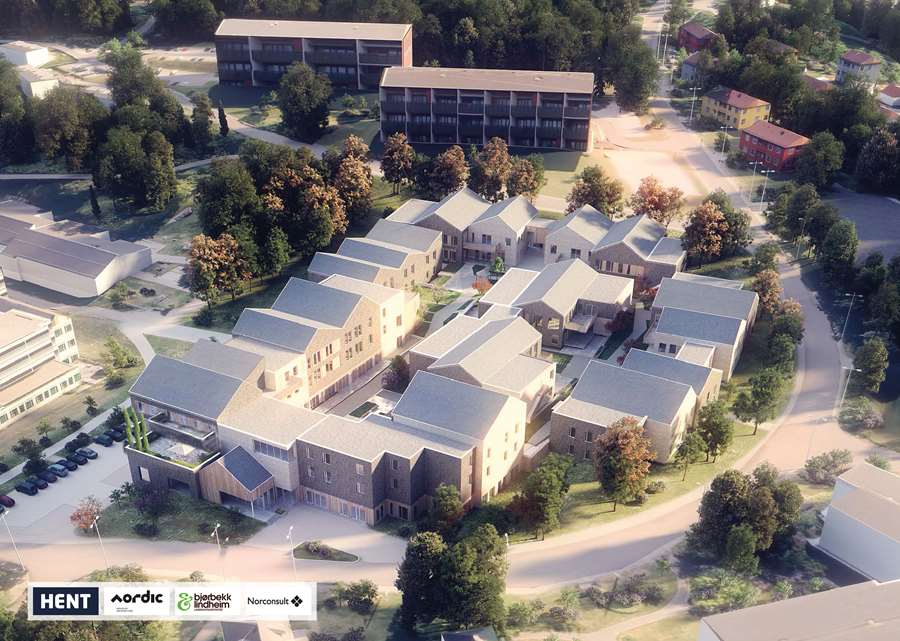 HENT
nordic
bjørbekk
& lindheim
Norconsult